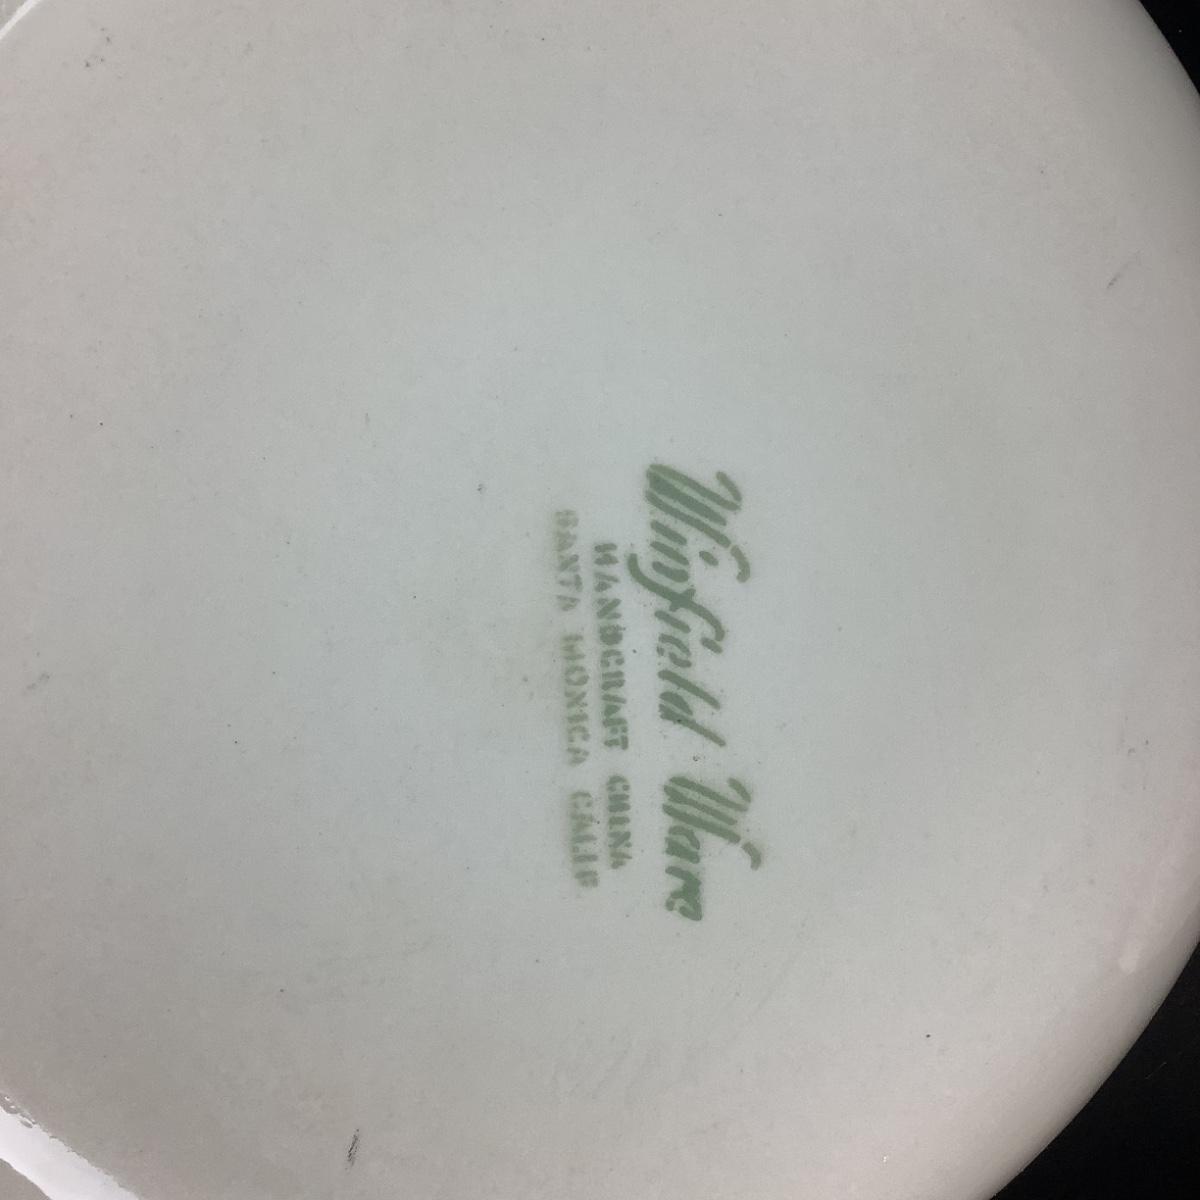 Winfield Ware
HANDCRAFT CHINA
SANTA MONICA CALIF